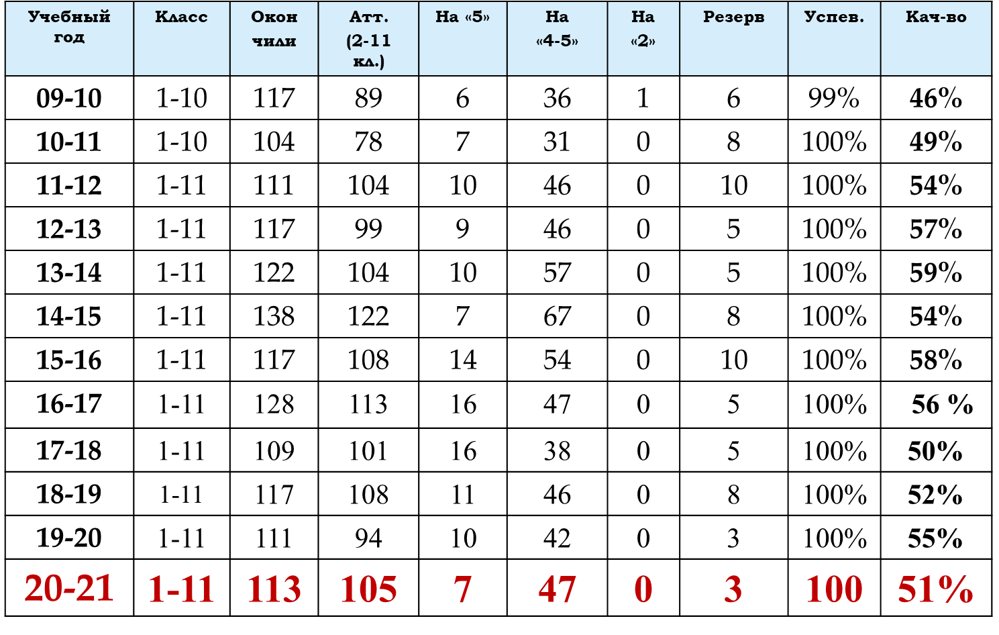 Учебный год Класс Окон чили Атт. (2-11 кл.) На «5» На «4-5» На «2» Резерв Успев. Кач-во
09-10 1-10 117 89 6 36 1 6 99% 46%
10-11 1-10 104 78 7 31 0 8 100% 49%
11-12 1-11 111 104 10 46 0 10 100% 54%
12-13 1-11 117 99 9 46 0 5 100% 57%
13-14 1-11 122 104 10 57 0 5 100% 59%
14-15 1-11 138 122 7 67 0 8 100% 54%
15-16 1-11 117 108 14 54 0 10 100% 58%
16-17 1-11 128 113 16 47 0 5 100% 56 %
17-18 1-11 109 101 16 38 0 5 100% 50%
18-19 1-11 117 108 11 46 0 8 100% 52%
19-20 1-11 111 94 10 42 0 3 100% 55%
20-21 1-11 113 105 7 47 0 3 100 51%